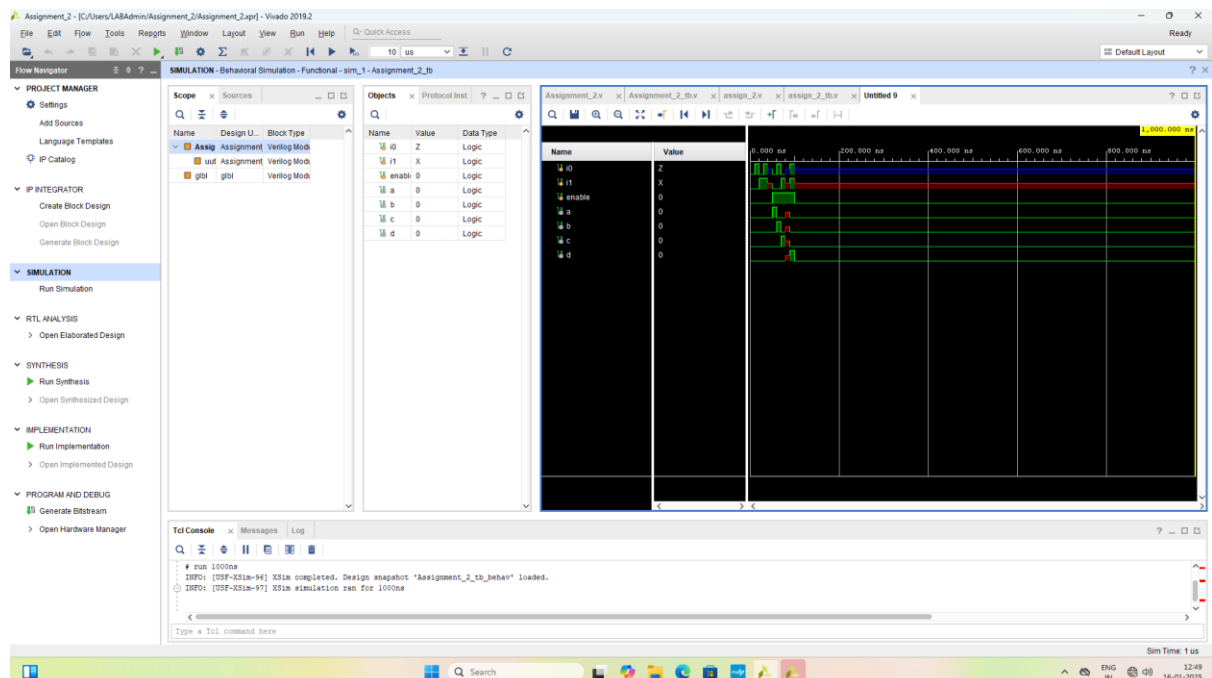 Assignment_2 - [C:/Users/LABAdmin/Assignment_2/Assignment_2.xpr] - Vivado 2019.2
File Edit Flow Tools Reports Window Layout View Run Help Q- Quick Access
Ready
10 us
Default Layout
Flow Navigator
SIMULATION - Behavioral Simulation - Functional - sim_1 - Assignment_2_tb
PROJECT MANAGER
Settings
Add Sources
Language Templates
IP Catalog
IP INTEGRATOR
Create Block Design
Open Block Design
Generate Block Design
SIMULATION
Run Simulation
RTL ANALYSIS
Open Elaborated Design
SYNTHESIS
Run Synthesis
Open Synthesized Design
IMPLEMENTATION
Run Implementation
Open Implemented Design
PROGRAM AND DEBUG
Generate Bitstream
Open Hardware Manager
Scope Sources
Name Design U... Block Type
Assig Assignment Verilog Modu
uut Assignment Verilog Modu
glbl glbl Verilog Modu
Objects Protocol Inst
Name Value Data Type
i0 Z Logic
i1 X Logic
enable 0 Logic
a 0 Logic
b 0 Logic
c 0 Logic
d 0 Logic
Assignment_2.v Assignment_2_tb.v assign_2.v assign_2_tb.v Untitled 9
1,000.000 ns
Name Value
0.000 ns 200.000 ns 400.000 ns 600.000 ns 800.000 ns
i0 Z
i1 X
enable 0
a 0
b 0
c 0
d 0
Tcl Console Messages Log
# run 1000ns
INFO: [USF-XSim-96] XSim completed. Design snapshot 'Assignment_2_tb_behav' loaded.
INFO: [USF-XSim-97] XSim simulation ran for 1000ns
Type a Tcl command here
Sim Time: 1 us
Search
ENG
IN
12:49
16-01-2025